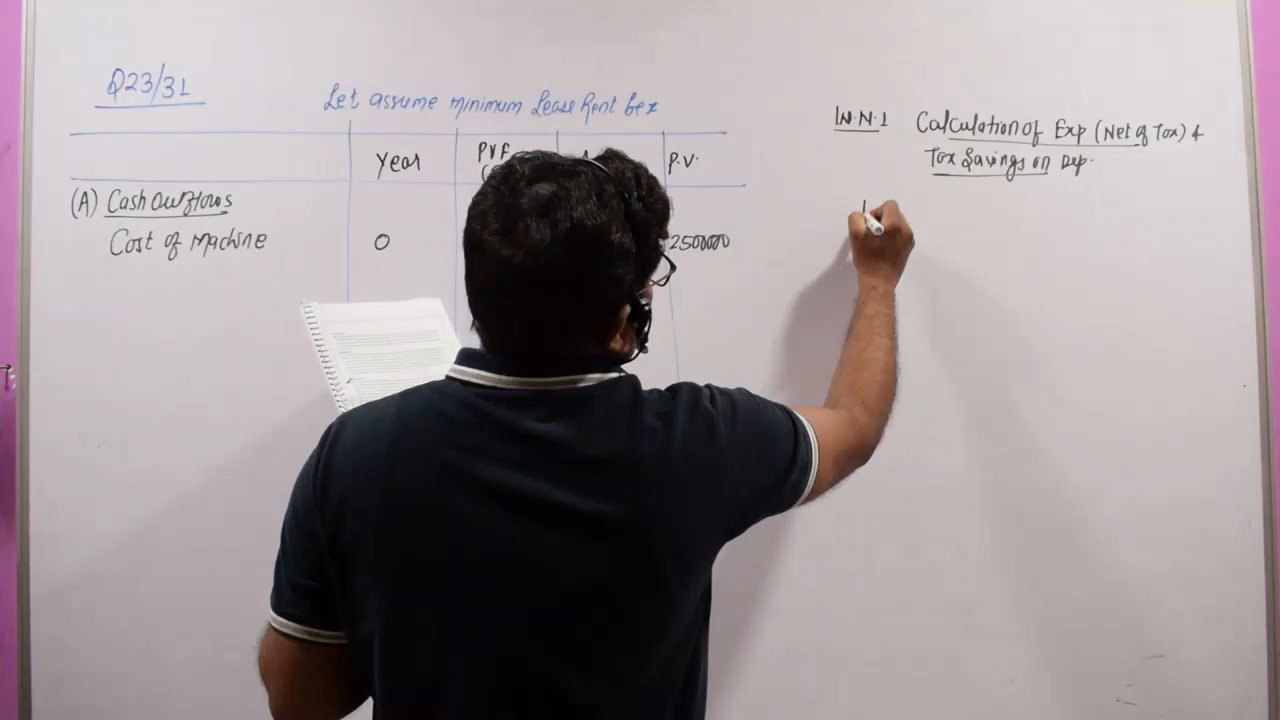 Q23/31
Let assume minimum Lease Rent be x
Year PVF P.V.
(A) Cash Outflows
Cost of Machine 0 2500000
W.N.1 Calculation of Exp (Net of Tax) &
Tax Savings on Dep.